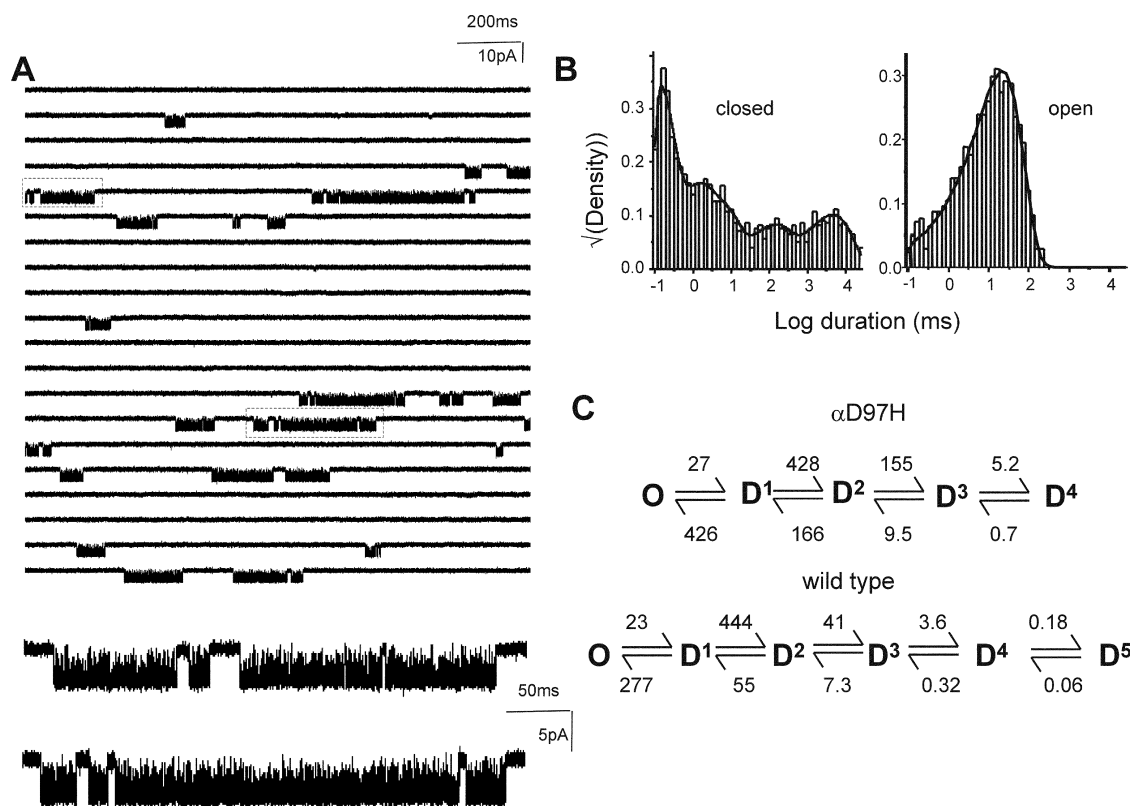 200ms
10pA
A
50ms
5pA
B
closed
open
√(Density))
0.3
0.2
0.1
0.0
-1 0 1 2 3 4
0.3
0.2
0.1
0.0
-1 0 1 2 3 4
Log duration (ms)
C
αD97H
27 428 155 5.2
O D1 D2 D3 D4
426 166 9.5 0.7
wild type
23 444 41 3.6 0.18
O D1 D2 D3 D4 D5
277 55 7.3 0.32 0.06